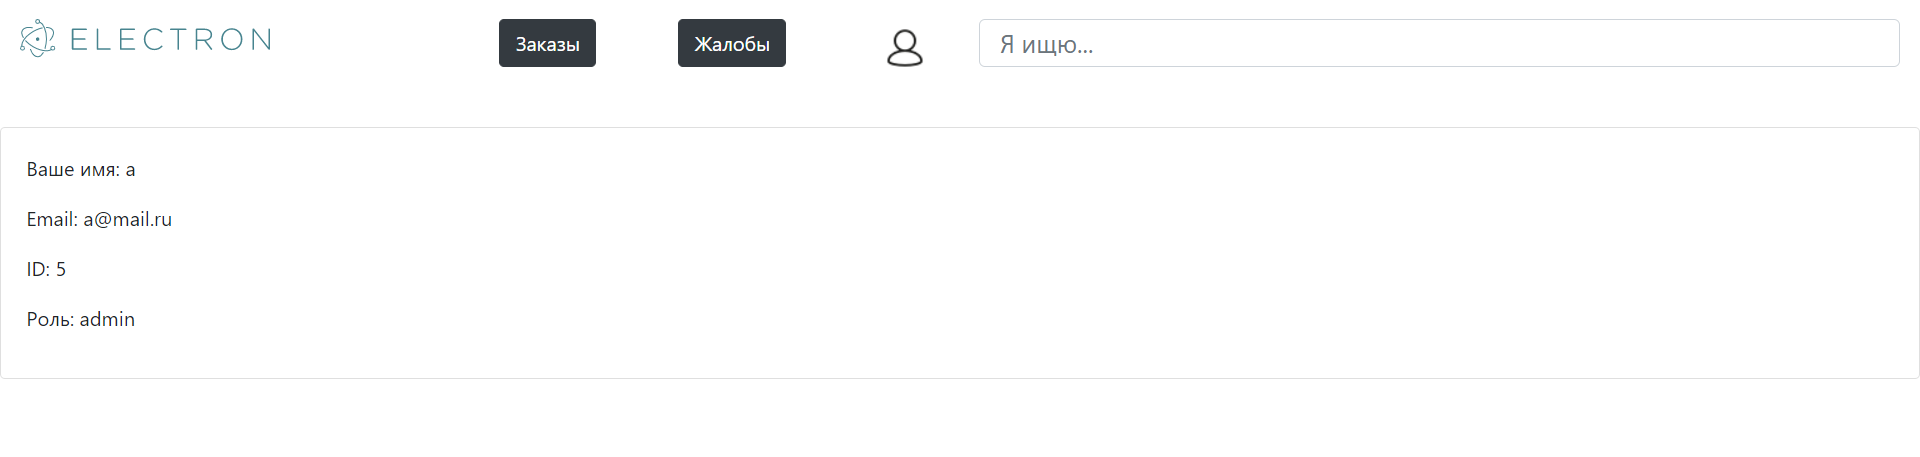 ELECTRON
Заказы
Жалобы
Я ищю...
Ваше имя: a
Email: a@mail.ru
ID: 5
Роль: admin